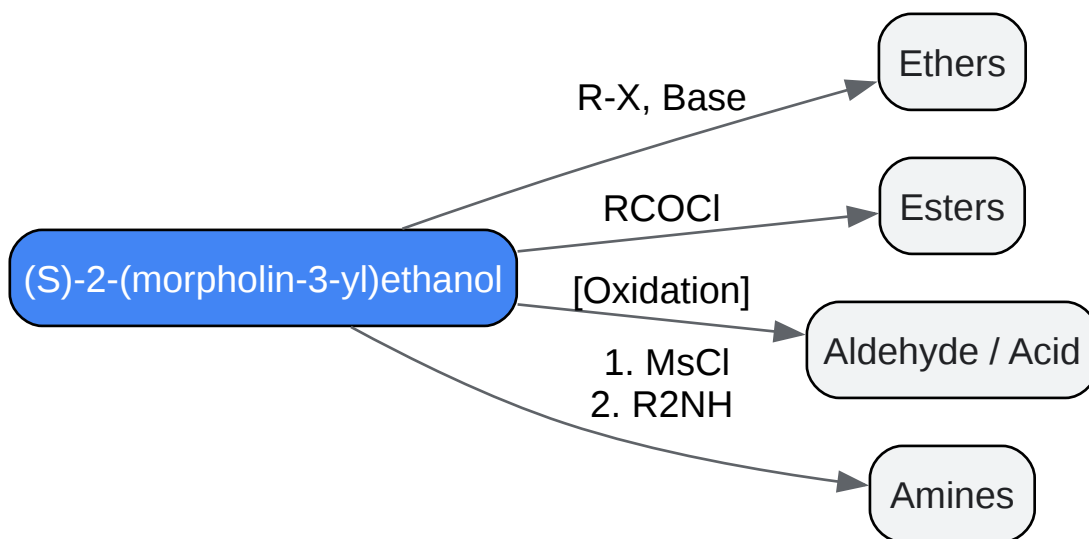 Ethers
R-X, Base
RCOCl
Esters
(S)-2-(morpholin-3-yl)ethanol
[Oxidation]
Aldehyde / Acid
1. MsCl
2. R2NH
Amines